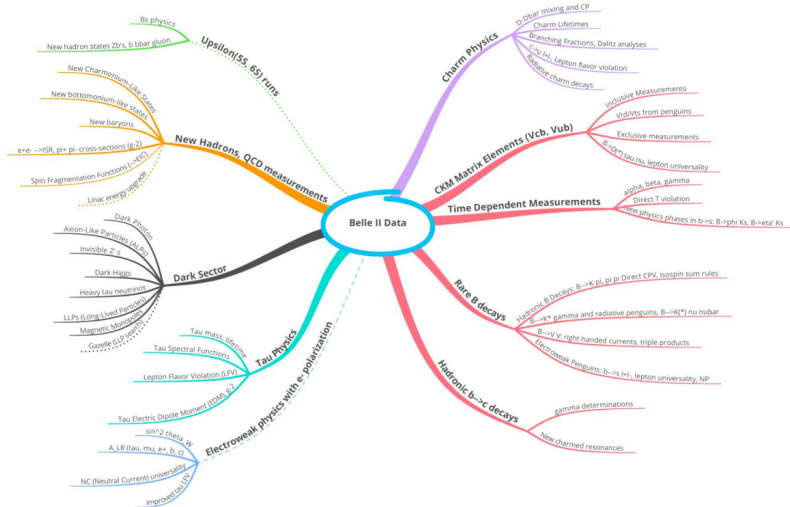 Belle II Data
Upsilon(5S, 6S) runs
Bs physics
New hadron states Zb's, b bbar gluon
New Hadrons, QCD measurements
New Charmonium-Like States
New bottomonium-like states
New baryons
e+e- -->ISR, pi+ pi- cross-sections (g-2)
Spin Fragmentation Functions (-->EIC)
Linac energy upgrade
Dark Sector
Dark Photon
Axion-Like Particles (ALPs)
Invisible Z' s
Dark Higgs
Heavy tau neutrinos
LLPs (Long-Lived Particles)
Magnetic Monopoles
Gazelle (LLP search)
Tau Physics
Tau mass, lifetime
Tau Spectral Functions
Lepton Flavor Violation (LFV)
Tau Electric Dipole Moment (EDM), g-2
Electroweak physics with e- polarization
sin^2 theta_W
A_LR (tau, mu, e+, b, c)
NC (Neutral Current) universality
improved tau LFV
Charm Physics
D-Dbar mixing and CP
Charm Lifetimes
Branching Fractions, Dalitz analyses
c->u l+l-, Lepton flavor violation
Radiative charm decays
CKM Matrix Elements (Vcb, Vub)
Inclusive Measurements
Vtd/Vts from penguins
Exclusive measurements
B->D(*) tau nu, lepton universality
Time Dependent Measurements
alpha, beta, gamma
Direct T violation
New physics phases in b->s: B->phi Ks, B->eta' Ks
Rare B decays
Hadronic B Decays: B-->K pi, pi pi Direct CPV, isospin sum rules
B-->K* gamma and radiative penguins, B-->K(*) nu nubar
B-->V V: right-handed currents, triple products
Electroweak Penguins: b-->s l+l-, lepton universality, NP
Hadronic b-->c decays
gamma determinations
New charmed resonances